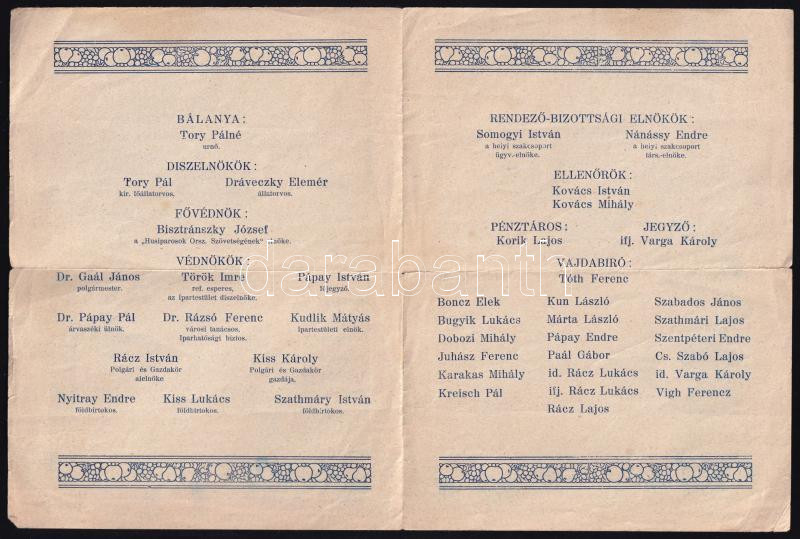 BÁLANYA:
Tory Pálné
urnő.
DISZELNÖKÖK:
Tory Pál Dráveczky Elemér
kir. főállatorvos. állatorvos.
FŐVÉDNÖK:
Bisztránszky József
a „Husiparosok Orsz. Szövetségének" elnöke.
VÉDNÖKÖK:
Dr. Gaál János Török Imre Pápay István
polgármester. ref. esperes, főjegyző.
az ipartestület diszelnöke.
Dr. Pápay Pál Dr. Rázsó Ferenc Kudlik Mátyás
árvaszéki ülnök. városi tanácsos, Ipartestületi elnök.
Iparhatósági biztos.
Rácz István Kiss Károly
Polgári és Gazdakör Polgári és Gazdakör
alelnöke gazdája.
Nyitray Endre Kiss Lukács Szathmáry István
földbirtokos. földbirtokos. földbirtokos.
RENDEZŐ-BIZOTTSÁGI ELNÖKÖK:
Somogyi István Nánássy Endre
a helyi szakcsoport a helyi szakcsoport
ügyv.-elnöke. társ.-elnöke.
ELLENŐRÖK:
Kovács István
Kovács Mihály
PÉNZTÁROS: JEGYZŐ:
Korik Lajos ifj. Varga Károly
VAJDABIRÓ:
Tóth Ferenc
Boncz Elek Kun László Szabados János
Bugyik Lukács Márta László Szathmári Lajos
Dobozi Mihály Pápay Endre Szentpéteri Endre
Juhász Ferenc Paál Gábor Cs. Szabó Lajos
Karakas Mihály id. Rácz Lukács id. Varga Károly
Kreisch Pál ifj. Rácz Lukács Vigh Ferencz
Rácz Lajos
darabanth